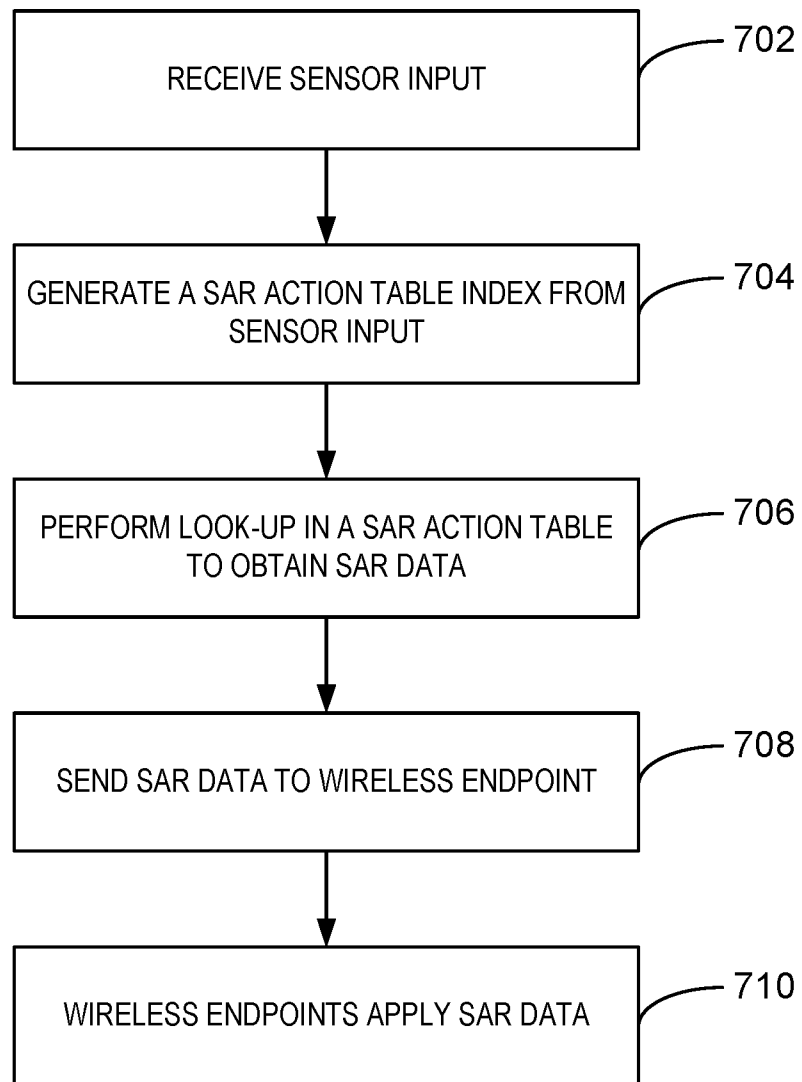 RECEIVE SENSOR INPUT
702
GENERATE A SAR ACTION TABLE INDEX FROM
SENSOR INPUT
704
PERFORM LOOK-UP IN A SAR ACTION TABLE
TO OBTAIN SAR DATA
706
SEND SAR DATA TO WIRELESS ENDPOINT
708
WIRELESS ENDPOINTS APPLY SAR DATA
710